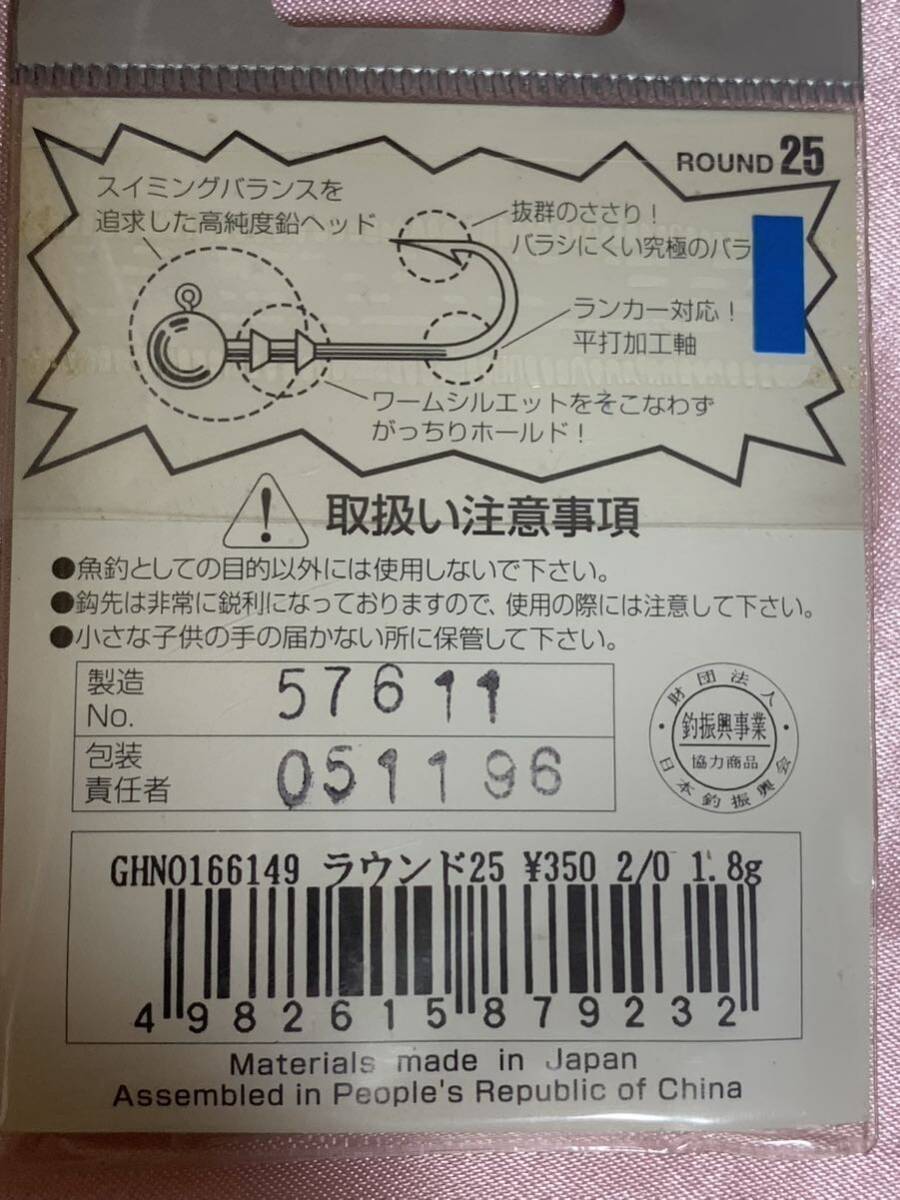 ROUND 25
スイミングバランスを
追求した高純度鉛ヘッド
抜群のささり！
バラシにくい究極のバラ
ランカー対応！
平打加工軸
ワームシルエットをそこなわず
がっちりホールド！
取扱い注意事項
●魚釣としての目的以外には使用しないで下さい。
●鈎先は非常に鋭利になっておりますので、使用の際には注意して下さい。
●小さな子供の手の届かない所に保管して下さい。
製造
No.
57611
包装
責任者
051196
財団法人
釣振興事業
協力商品
日本釣振興会
GHNO166149 ラウンド25 ¥350 2/0 1.8g
4982615879232
Materials made in Japan
Assembled in People's Republic of China